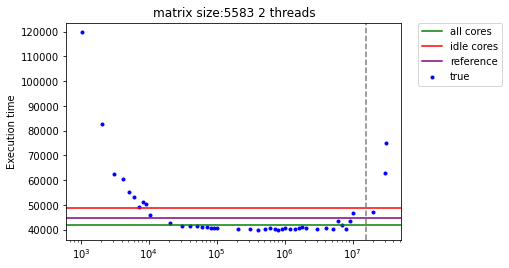 matrix size:5583 2 threads
120000
110000
100000
90000
80000
70000
60000
50000
40000
Execution time
10³
10⁴
10⁵
10⁶
10⁷
all cores
idle cores
reference
true